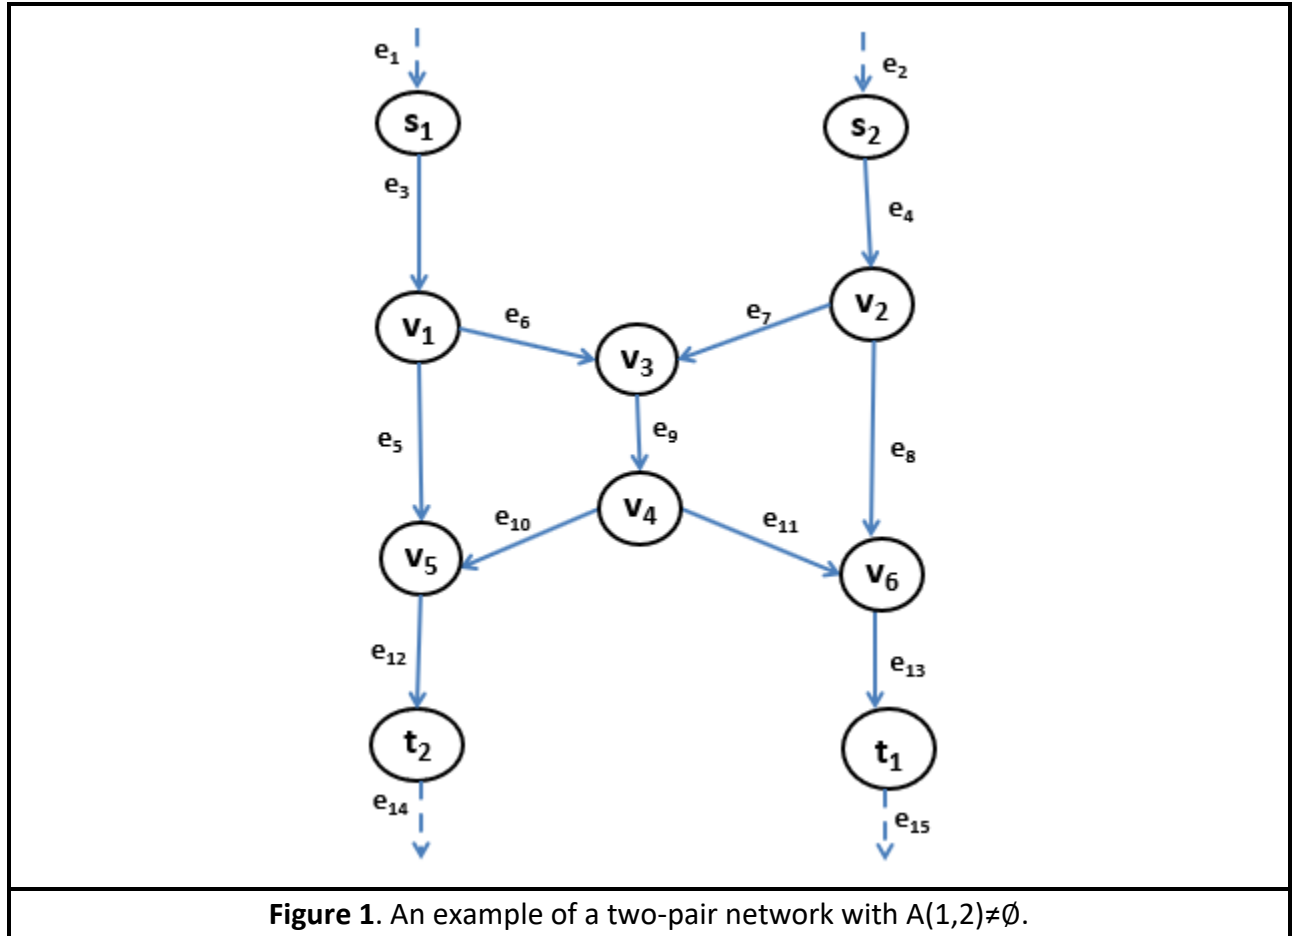 e₁
e₂
s₁
s₂
e₃
e₄
v₁
v₂
e₆
e₇
v₃
e₅
e₉
e₈
v₄
e₁₀
e₁₁
v₅
v₆
e₁₂
e₁₃
t₂
t₁
e₁₄
e₁₅
Figure 1. An example of a two-pair network with A(1,2)≠∅.